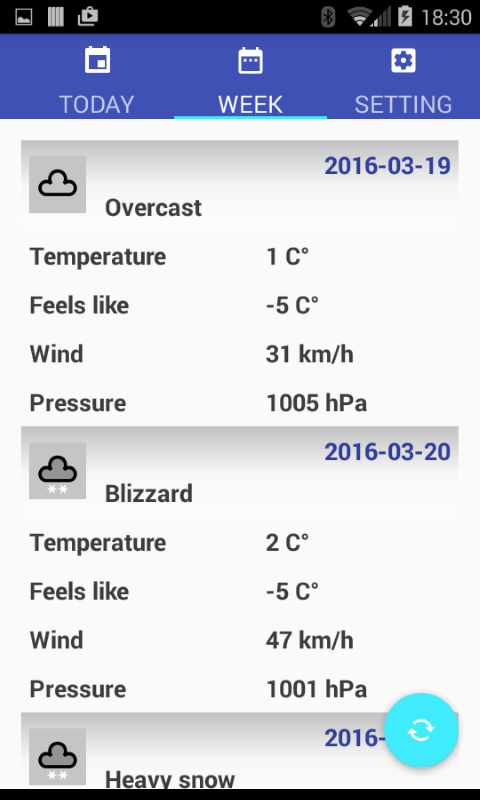 18:30
TODAY WEEK SETTING
2016-03-19
Overcast
Temperature 1 C°
Feels like -5 C°
Wind 31 km/h
Pressure 1005 hPa
2016-03-20
Blizzard
Temperature 2 C°
Feels like -5 C°
Wind 47 km/h
Pressure 1001 hPa
2016-
Heavy snow